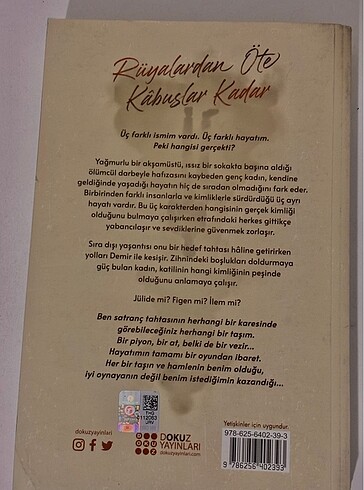 Rüyalardan Öte
Kâbuslar Kadar
Üç farklı ismim vardı. Üç farklı hayatım.
Peki hangisi gerçekti?
Yağmurlu bir akşamüstü, ıssız bir sokakta başına aldığı
ölümcül darbeyle hafızasını kaybeden genç kadın, kendine
geldiğinde yaşadığı hayatın hiç de sıradan olmadığını fark eder.
Birbirinden farklı insanlarla ve kimliklerle sürdürdüğü üç ayrı
hayatı vardır. Bu üç karakterden hangisinin gerçek kimliği
olduğunu bulmaya çalışırken etrafındaki herkes gittikçe
yabancılaşır ve sevdiklerine güvenmek zorlaşır.
Sıra dışı yaşantısı onu bir hedef tahtası hâline getirirken
yolları Demir ile kesişir. Zihnindeki boşlukları doldurmaya
güç bulan kadın, katilinin hangi kimliğinin peşinde
olduğunu anlamaya çalışır.
Jülide mi? Figen mi? İlem mi?
Ben satranç tahtasının herhangi bir karesinde
görebileceğiniz herhangi bir taşım.
Bir piyon, bir at, belki de bir vezir...
Hayatımın tamamı bir oyundan ibaret.
Her bir taşın ve hamlenin benim olduğu,
iyi oynayanın değil benim istediğimin kazandığı...
dokuzyayinlari
DO
KU
Z
DOKUZ
YAYINLARI
dokuzyayinlari.com
Yetişkinler için uygundur.
978-625-6402-39-3
9 786256 402393